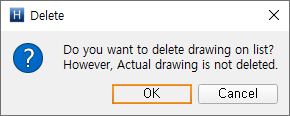 H Delete
Do you want to delete drawing on list?
However, Actual drawing is not deleted.
OK Cancel